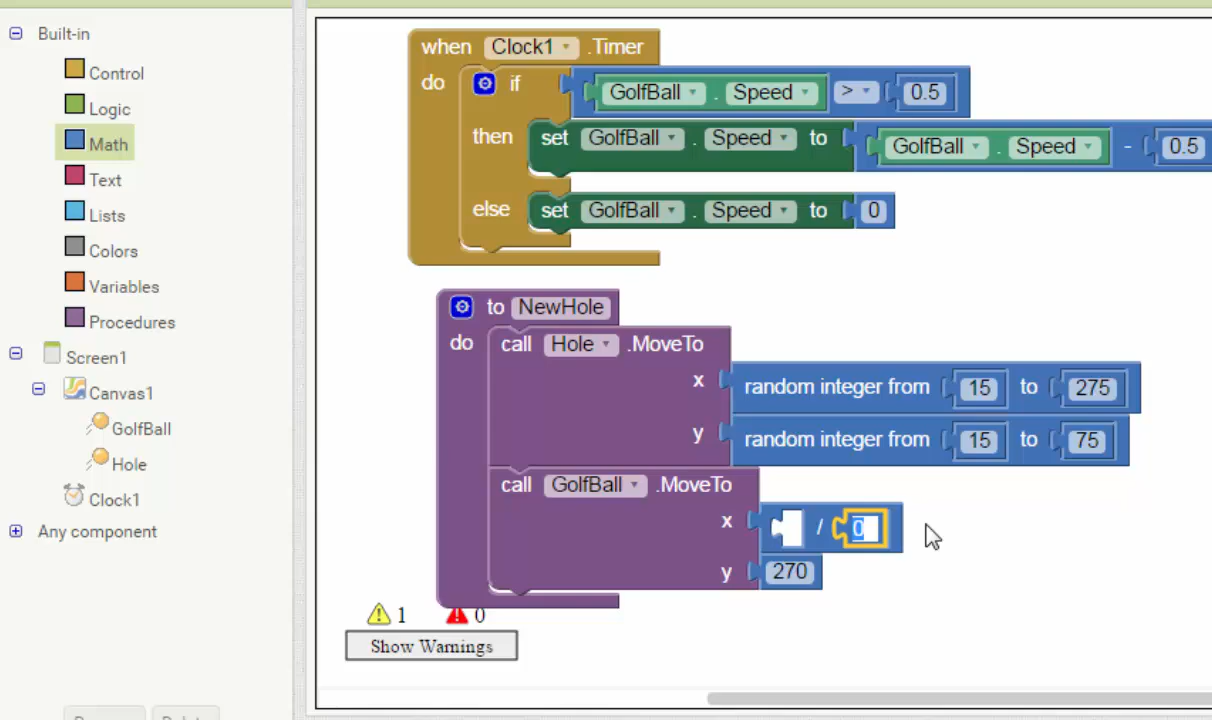 Built-in
Control
Logic
Math
Text
Lists
Colors
Variables
Procedures
Screen1
Canvas1
GolfBall
Hole
Clock1
Any component
when Clock1 .Timer
do if GolfBall . Speed > 0.5
then set GolfBall . Speed to GolfBall . Speed - 0.5
else set GolfBall . Speed to 0
to NewHole
do call Hole .MoveTo
x random integer from 15 to 275
y random integer from 15 to 75
call GolfBall .MoveTo
x / 0
y 270
1 0
Show Warnings